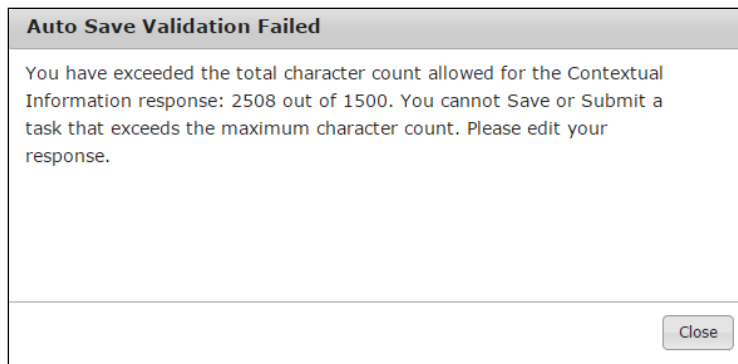 Auto Save Validation Failed
You have exceeded the total character count allowed for the Contextual
Information response: 2508 out of 1500. You cannot Save or Submit a
task that exceeds the maximum character count. Please edit your
response.
Close